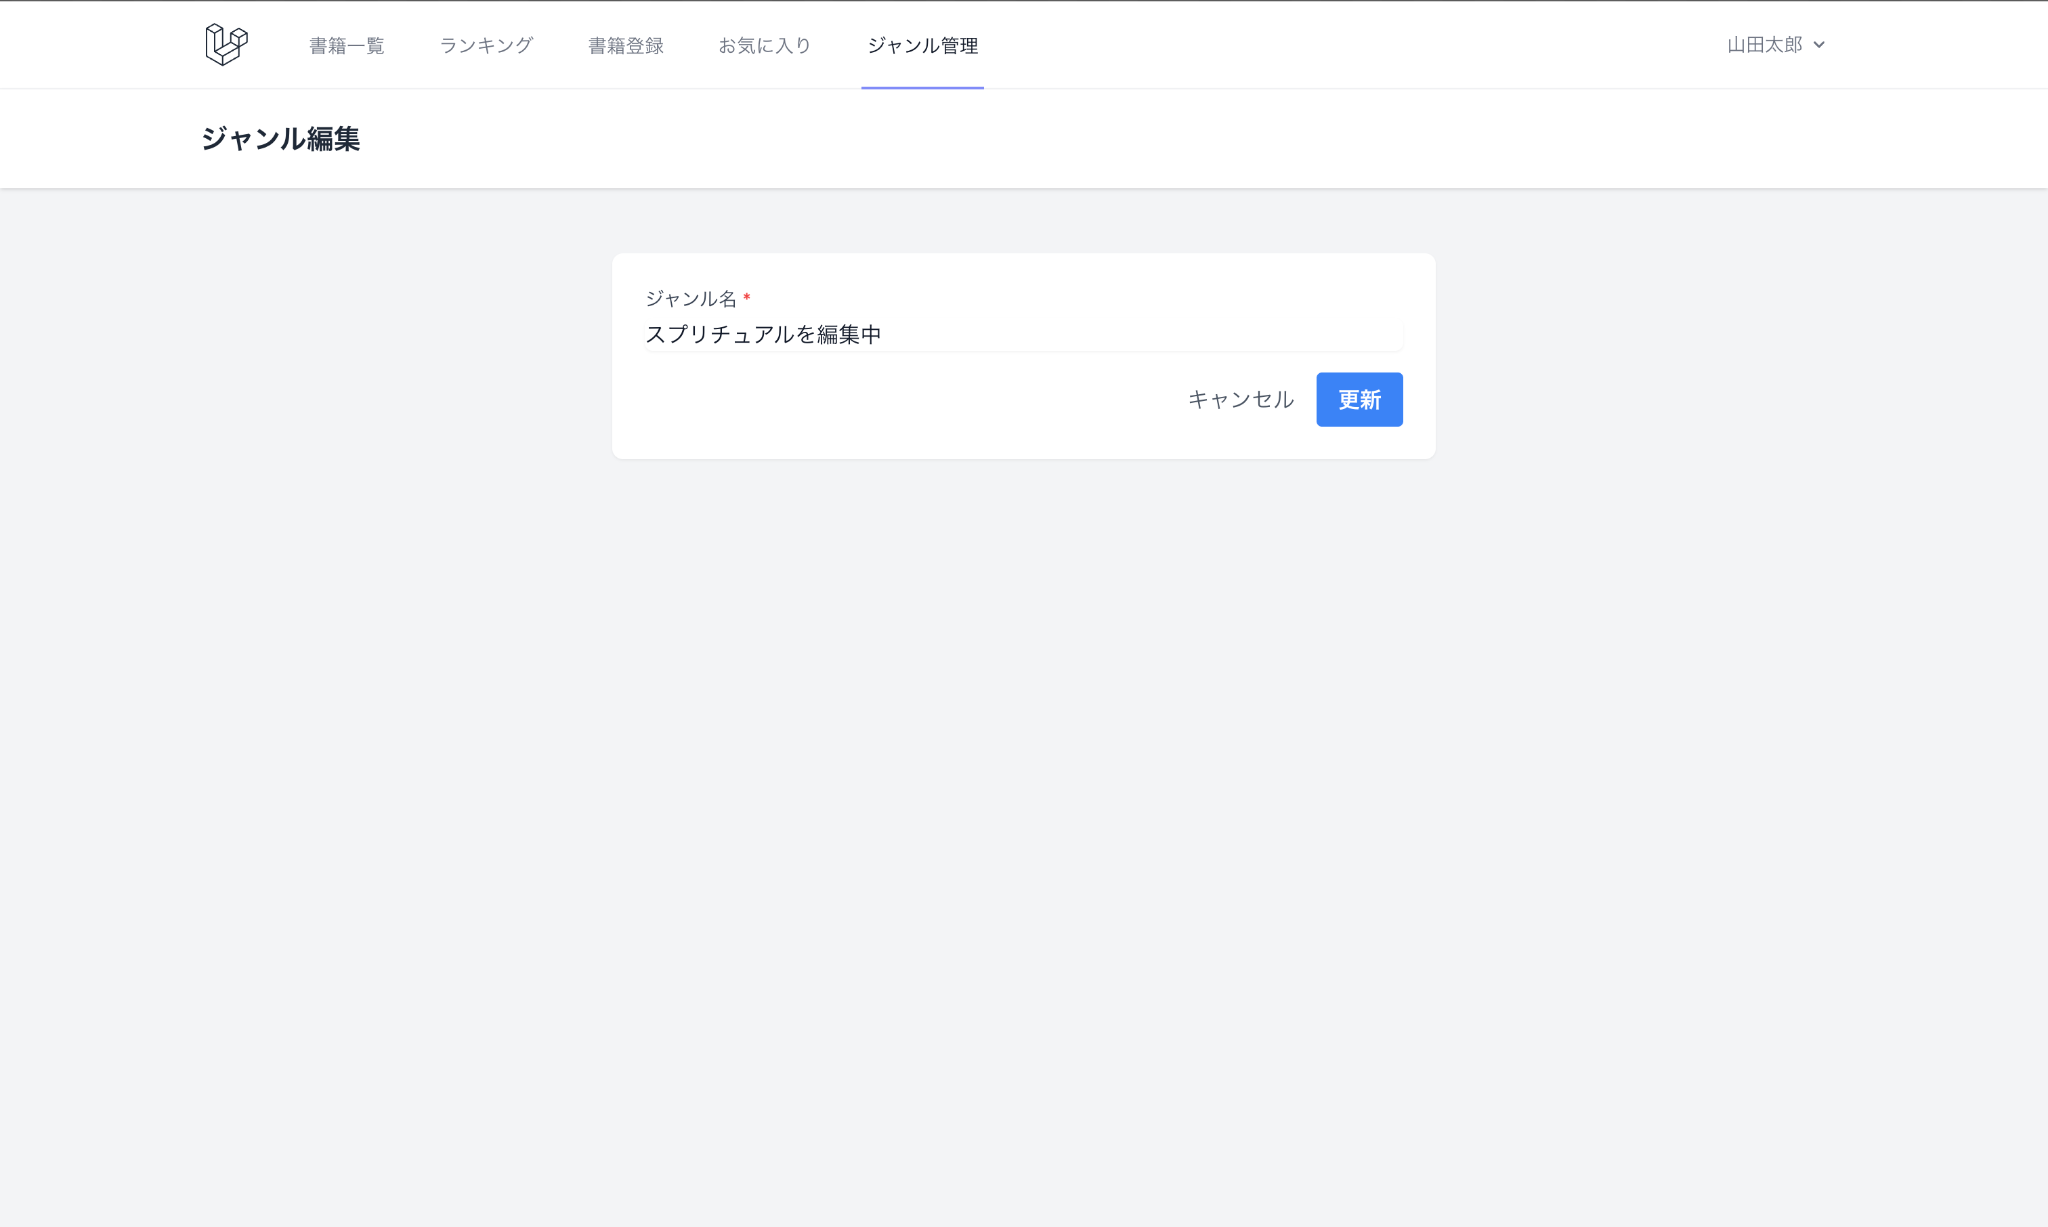 書籍一覧 ランキング 書籍登録 お気に入り ジャンル管理 山田太郎
ジャンル編集
ジャンル名 *
スプリチュアルを編集中
キャンセル 更新